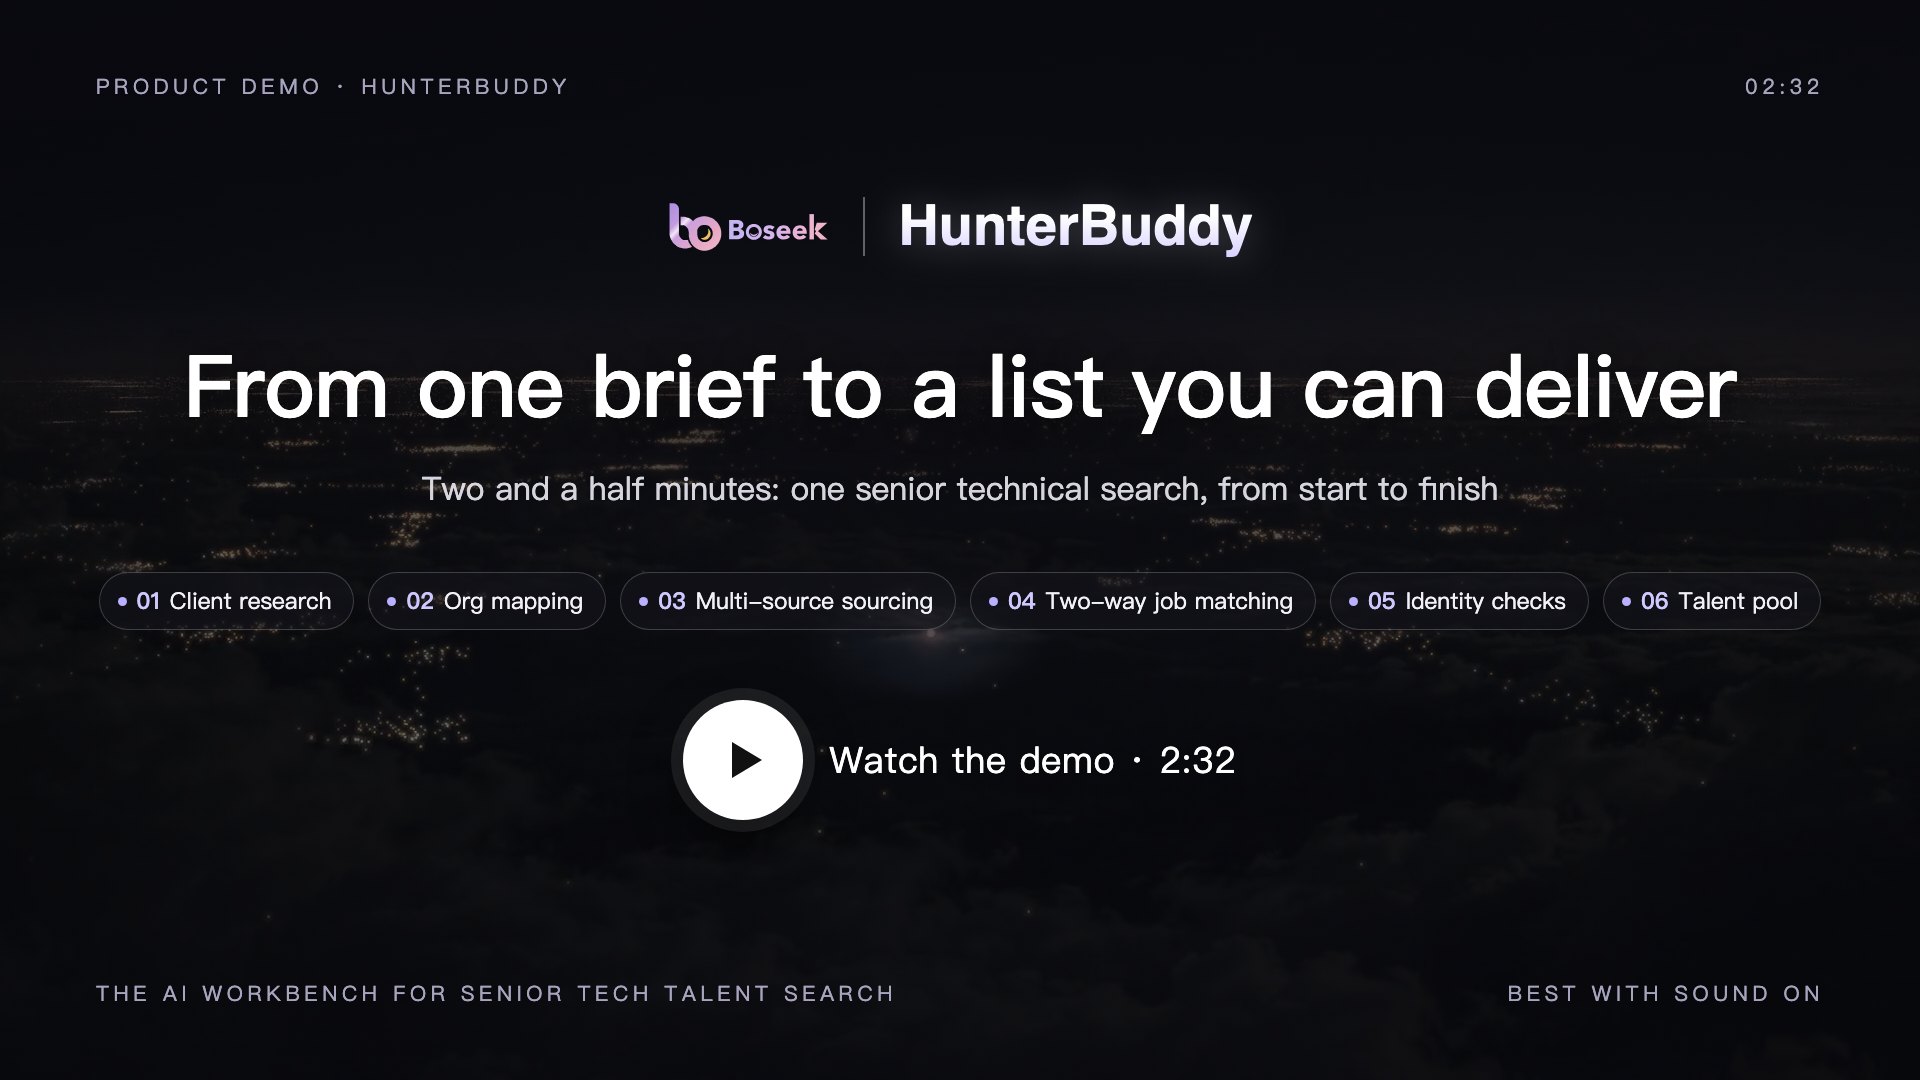 PRODUCT DEMO · HUNTERBUDDY
02:32
Boseek
HunterBuddy
From one brief to a list you can deliver
Two and a half minutes: one senior technical search, from start to finish
01 Client research
02 Org mapping
03 Multi–source sourcing
04 Two–way job matching
05 Identity checks
06 Talent pool
Watch the demo · 2:32
THE AI WORKBENCH FOR SENIOR TECH TALENT SEARCH
BEST WITH SOUND ON